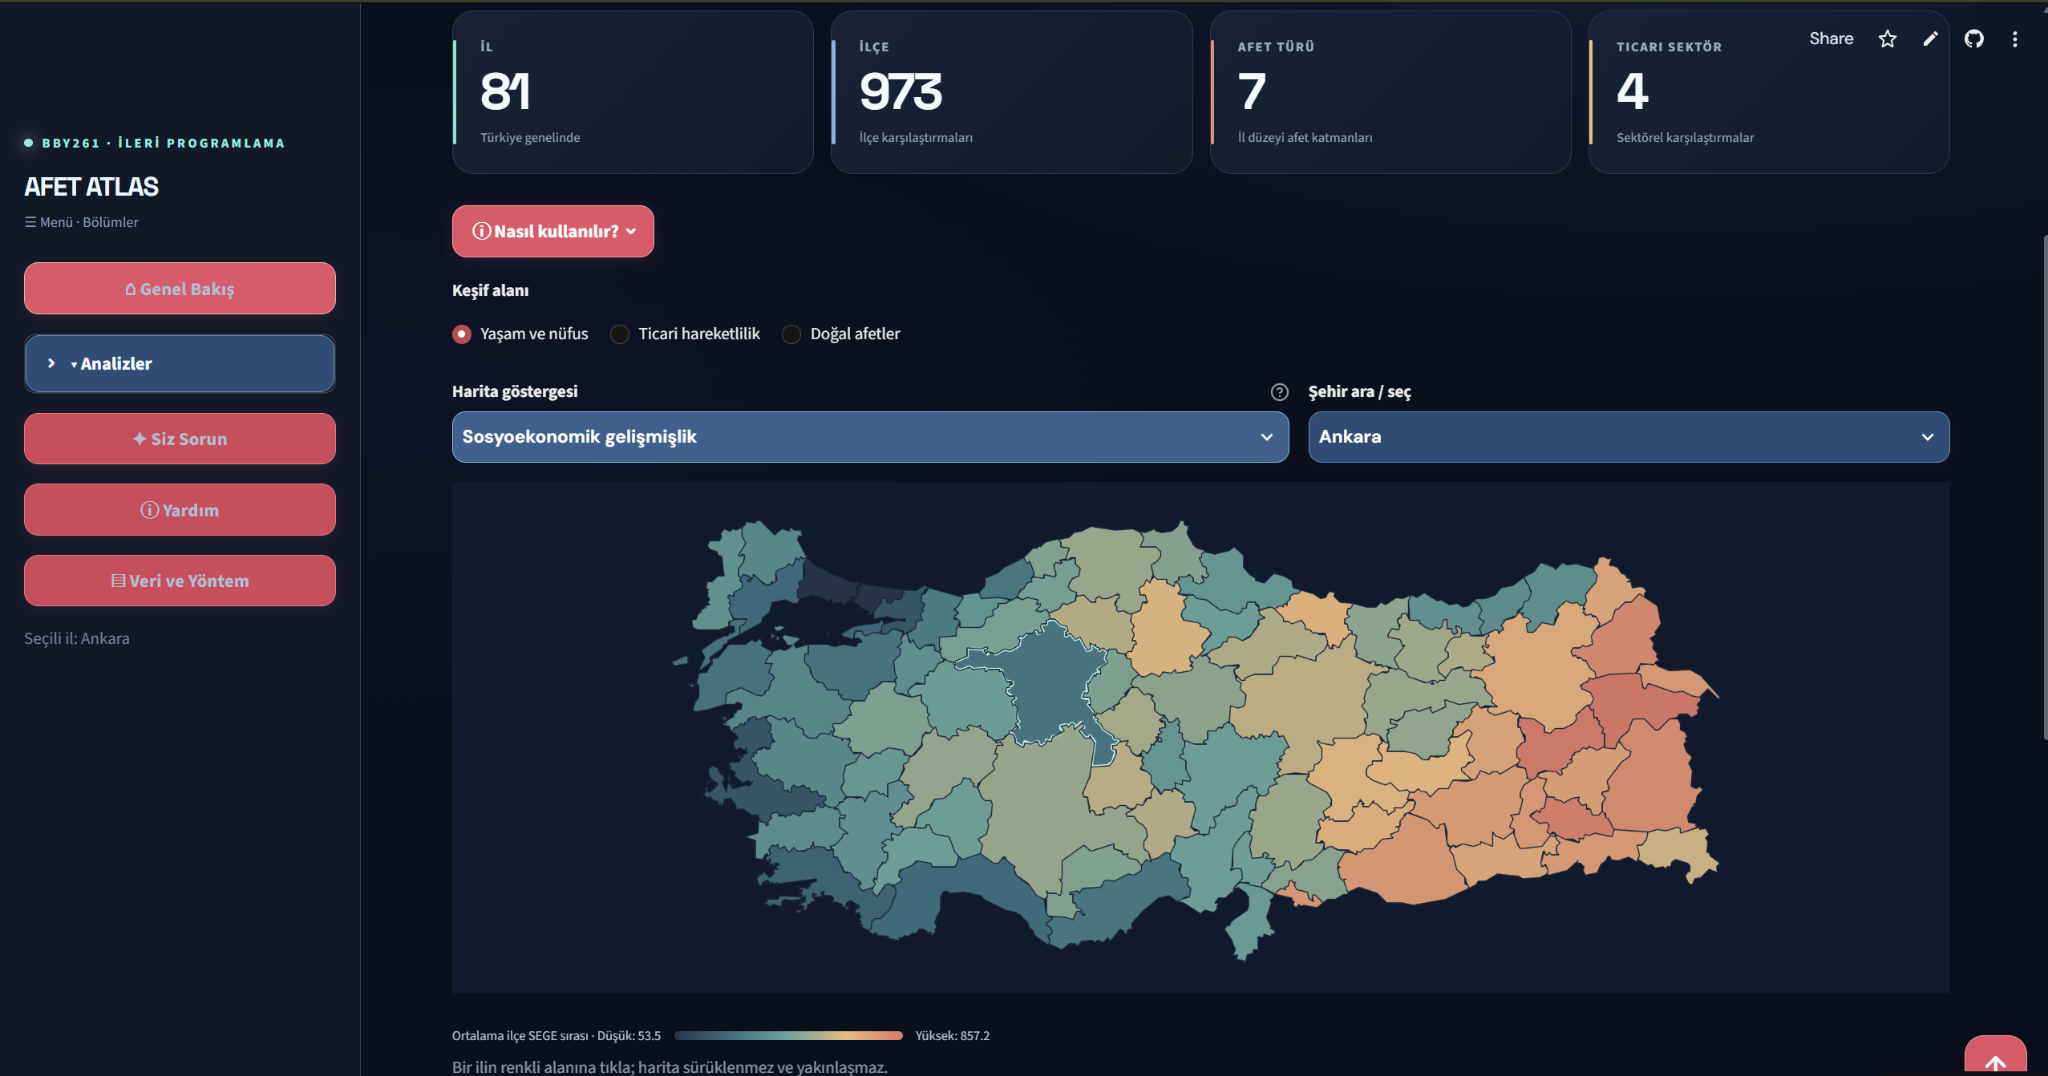 BBY261 · İLERİ PROGRAMLAMA
AFET ATLAS
☰ Menü · Bölümler
⌂ Genel Bakış
▾ Analizler
✦ Siz Sorun
ⓘ Yardım
▤ Veri ve Yöntem
Seçili il: Ankara
Share
İL
81
Türkiye genelinde
İLÇE
973
İlçe karşılaştırmaları
AFET TÜRÜ
7
İl düzeyi afet katmanları
TICARI SEKTÖR
4
Sektörel karşılaştırmalar
ⓘ Nasıl kullanılır?
Keşif alanı
Yaşam ve nüfus
Ticari hareketlilik
Doğal afetler
Harita göstergesi
Sosyoekonomik gelişmişlik
Şehir ara / seç
Ankara
Ortalama ilçe SEGE sırası · Düşük: 53.5
Yüksek: 857.2
Bir ilin renkli alanına tıkla; harita sürüklenmez ve yakınlaşmaz.